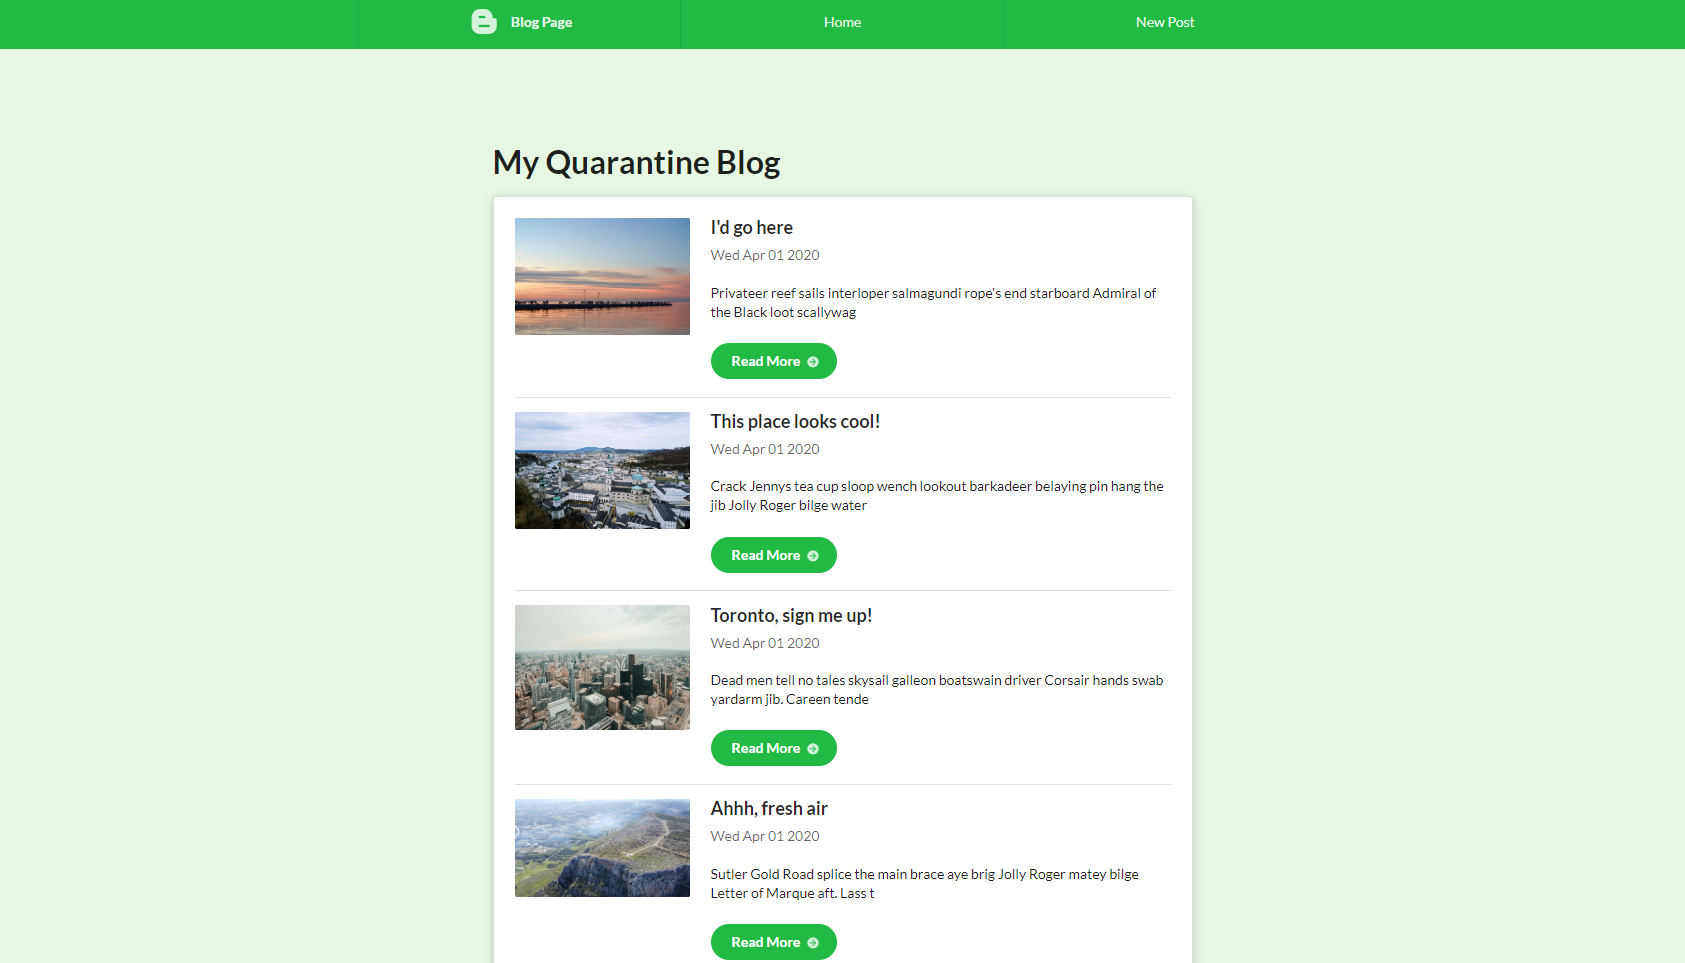 Blog Page
Home
New Post
My Quarantine Blog
I'd go here
Wed Apr 01 2020
Privateer reef sails interloper salmagundi rope's end starboard Admiral of
the Black loot scallywag
Read More
This place looks cool!
Wed Apr 01 2020
Crack Jennys tea cup sloop wench lookout barkadeer belaying pin hang the
jib Jolly Roger bilge water
Read More
Toronto, sign me up!
Wed Apr 01 2020
Dead men tell no tales skysail galleon boatswain driver Corsair hands swab
yardarm jib. Careen tende
Read More
Ahhh, fresh air
Wed Apr 01 2020
Sutler Gold Road splice the main brace aye brig Jolly Roger matey bilge
Letter of Marque aft. Lass t
Read More